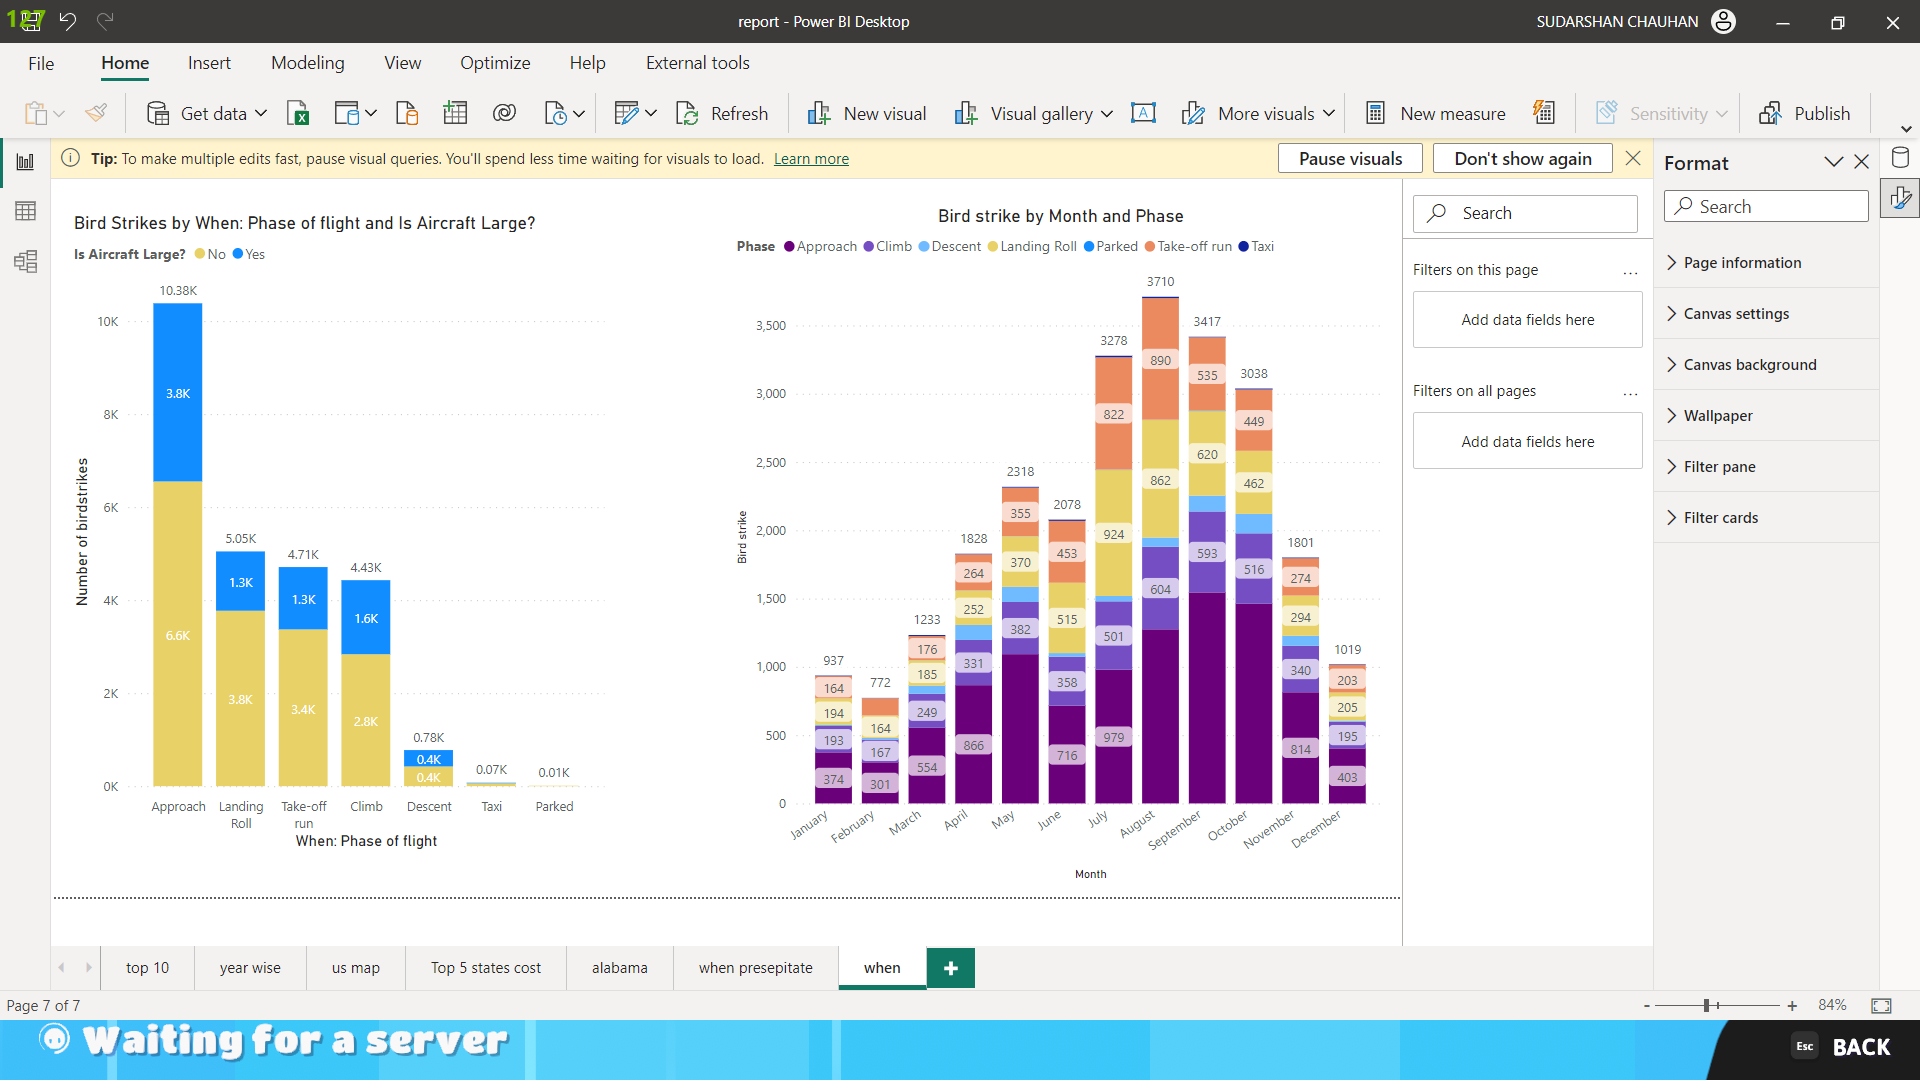 127
report - Power BI Desktop
SUDARSHAN CHAUHAN
File Home Insert Modeling View Optimize Help External tools
Get data Refresh New visual Visual gallery More visuals New measure Sensitivity Publish
Tip: To make multiple edits fast, pause visual queries. You'll spend less time waiting for visuals to load. Learn more
Pause visuals
Don't show again
Bird Strikes by When: Phase of flight and Is Aircraft Large?
Is Aircraft Large? No Yes
10.38K
10K
3.8K
8K
6K
5.05K
4.71K
4.43K
1.3K
1.3K
1.6K
4K
6.6K
3.8K
3.4K
2.8K
2K
0.78K
0.4K
0.4K
0.07K
0.01K
0K
Number of birdstrikes
Approach
Landing
Roll
Take-off
run
Climb
Descent
Taxi
Parked
When: Phase of flight
Bird strike by Month and Phase
Phase Approach Climb Descent Landing Roll Parked Take-off run Taxi
3,500
3,000
2,500
2,000
1,500
1,000
500
0
Bird strike
937
164
194
193
374
772
164
167
301
1233
176
185
249
554
1828
264
252
331
866
2318
355
370
382
2078
453
515
358
716
3278
822
924
501
979
3710
890
862
604
3417
535
620
593
3038
449
462
516
1801
274
294
340
814
1019
203
205
195
403
January
February
March
April
May
June
July
August
September
October
November
December
Month
Search
Filters on this page
...
Add data fields here
Filters on all pages
...
Add data fields here
Format
Search
Page information
Canvas settings
Canvas background
Wallpaper
Filter pane
Filter cards
top 10
year wise
us map
Top 5 states cost
alabama
when presepitate
when
+
Page 7 of 7
- + 84%
Waiting for a server
Esc BACK